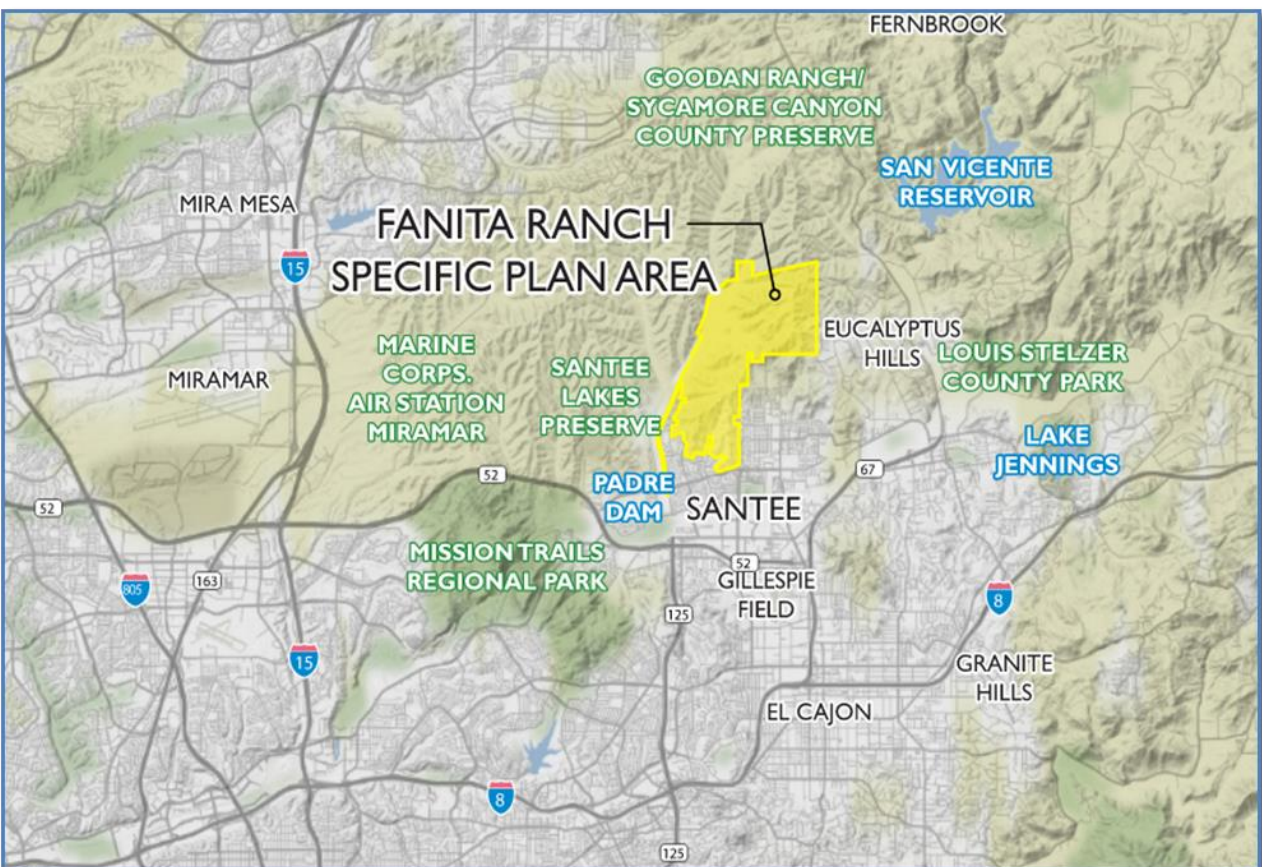 FERNBROOK
GOODAN RANCH/
SYCAMORE CANYON
COUNTY PRESERVE
SAN VICENTE
RESERVOIR
MIRA MESA
FANITA RANCH
SPECIFIC PLAN AREA
15
EUCALYPTUS
HILLS
MARINE
CORPS.
AIR STATION
MIRAMAR
SANTEE
LAKES
PRESERVE
LOUIS STELZER
COUNTY PARK
MIRAMAR
LAKE
JENNINGS
52
67
PADRE
DAM
SANTEE
52
MISSION TRAILS
REGIONAL PARK
52
GILLESPIE
FIELD
805
163
8
125
15
GRANITE
HILLS
EL CAJON
8
125